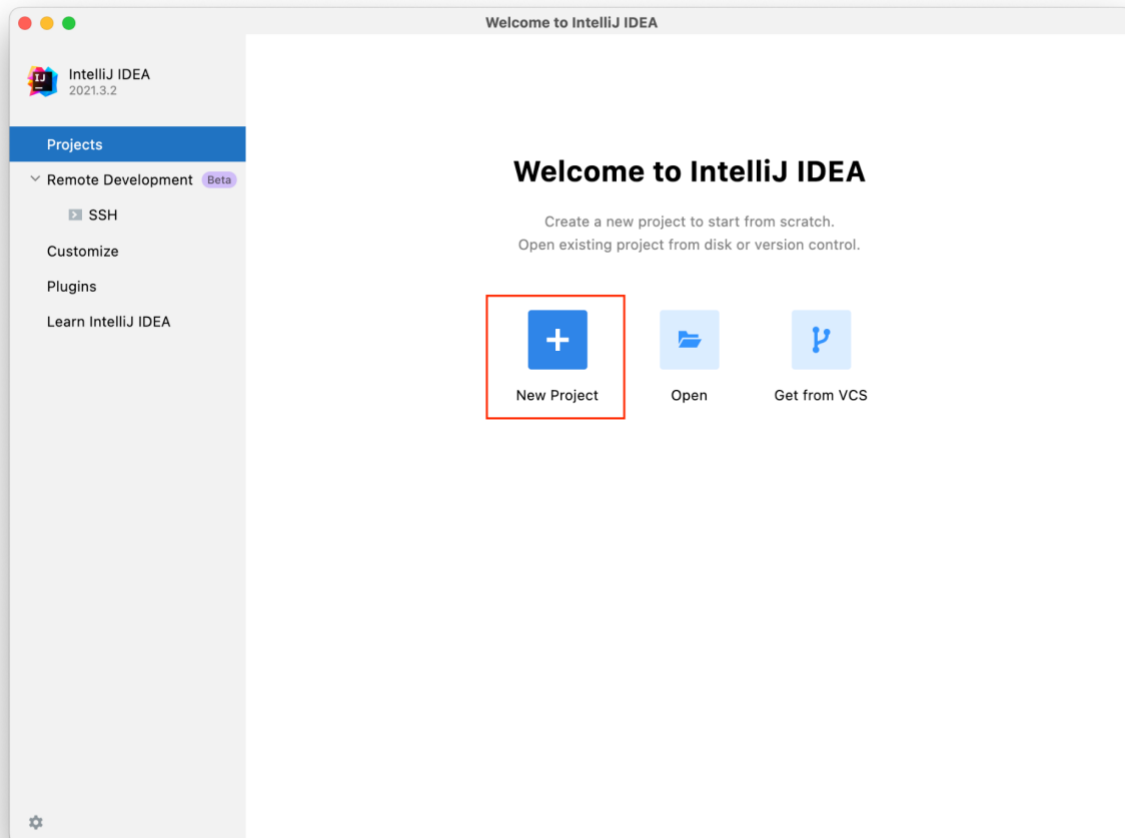 Welcome to IntelliJ IDEA
IJ
IntelliJ IDEA
2021.3.2
Projects
Remote Development Beta
SSH
Customize
Plugins
Learn IntelliJ IDEA
Welcome to IntelliJ IDEA
Create a new project to start from scratch.
Open existing project from disk or version control.
New Project
Open
Get from VCS